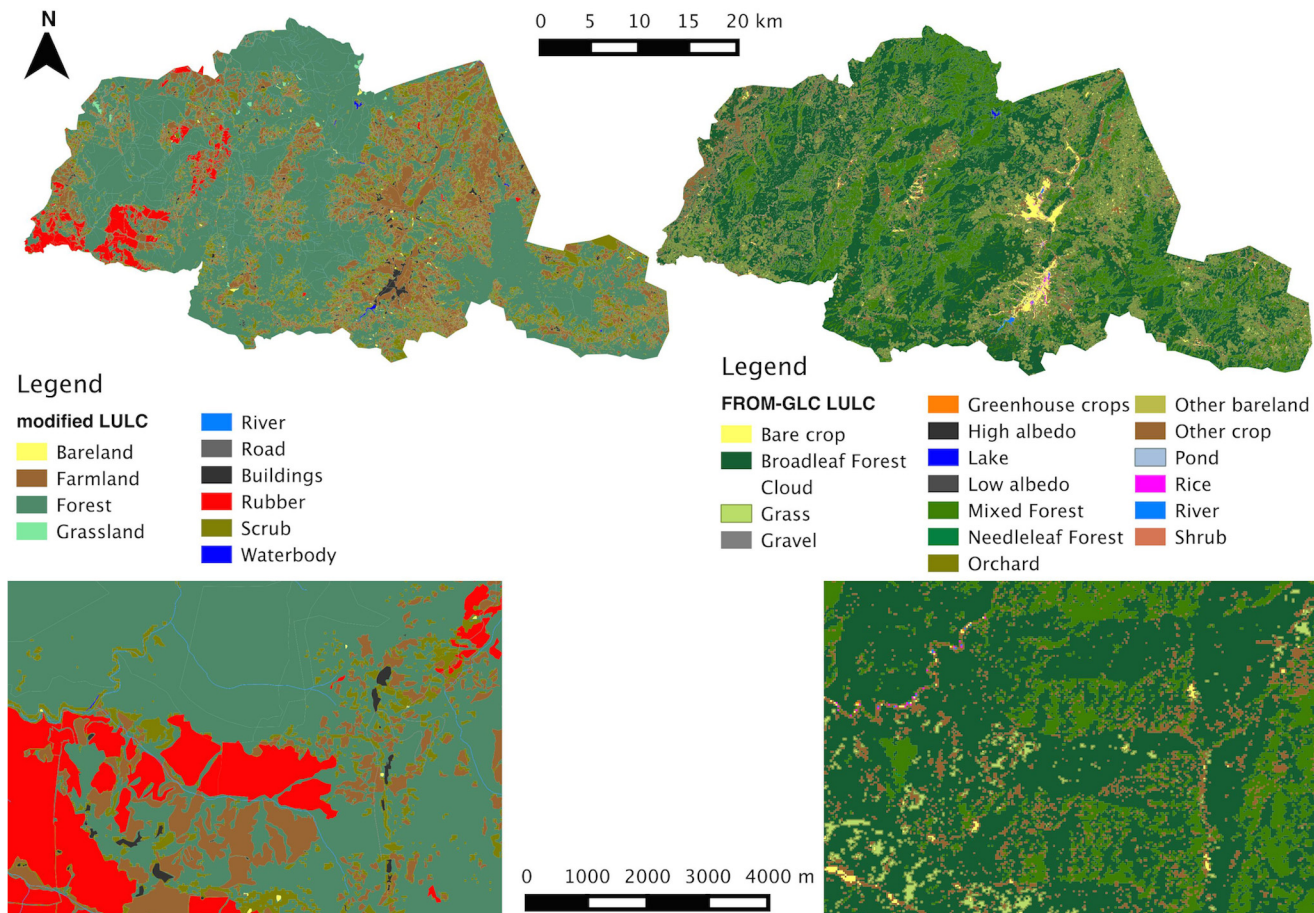 N
0 5 10 15 20 km
Legend
modified LULC
Bareland
Farmland
Forest
Grassland
River
Road
Buildings
Rubber
Scrub
Waterbody
Legend
FROM-GLC LULC
Bare crop
Broadleaf Forest
Cloud
Grass
Gravel
Greenhouse crops
High albedo
Lake
Low albedo
Mixed Forest
Needleleaf Forest
Orchard
Other bareland
Other crop
Pond
Rice
River
Shrub
0 1000 2000 3000 4000 m